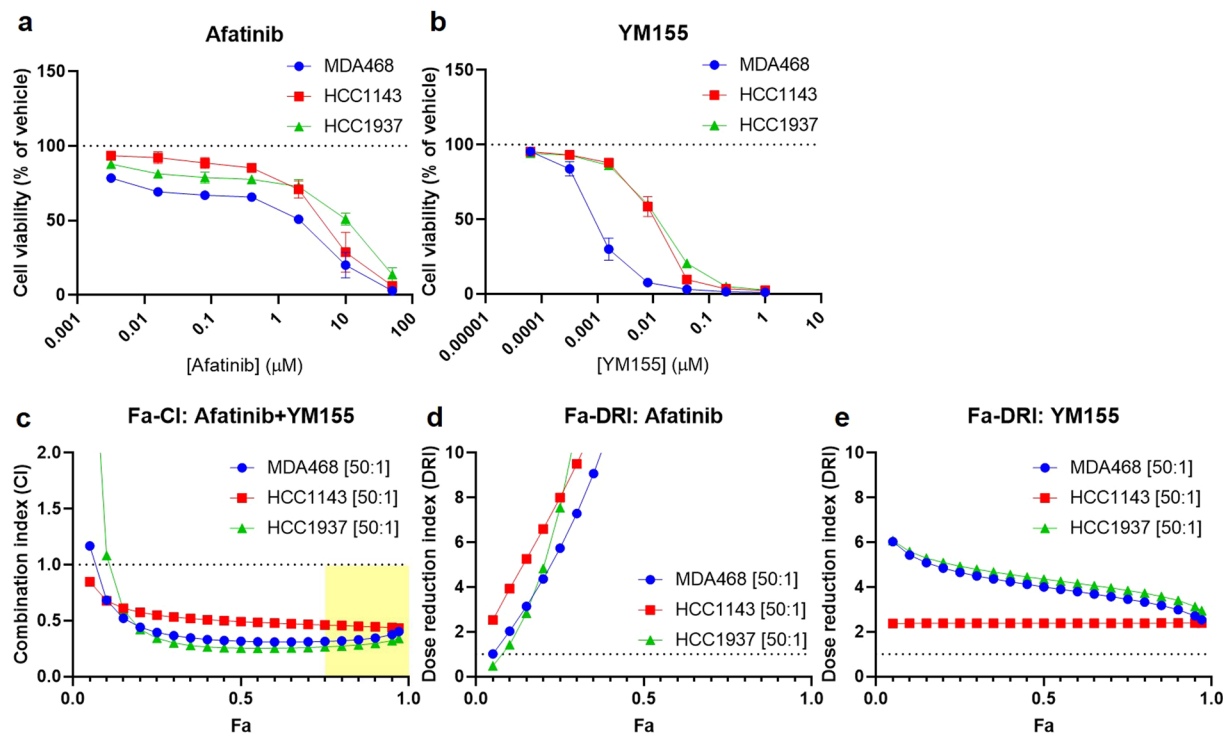 a
Afatinib
MDA468
HCC1143
HCC1937
Cell viability (% of vehicle)
150
100
50
0
0.001
0.01
0.1
1
10
100
[Afatinib] (μM)
b
YM155
MDA468
HCC1143
HCC1937
Cell viability (% of vehicle)
150
100
50
0
0.00001
0.0001
0.001
0.01
0.1
1
10
[YM155] (μM)
c
Fa-CI: Afatinib+YM155
MDA468 [50:1]
HCC1143 [50:1]
HCC1937 [50:1]
Combination index (CI)
2.0
1.5
1.0
0.5
0.0
0.0
0.5
1.0
Fa
d
Fa-DRI: Afatinib
Dose reduction index (DRI)
10
8
6
4
2
0
MDA468 [50:1]
HCC1143 [50:1]
HCC1937 [50:1]
0.0
0.5
1.0
Fa
e
Fa-DRI: YM155
MDA468 [50:1]
HCC1143 [50:1]
HCC1937 [50:1]
Dose reduction index (DRI)
10
8
6
4
2
0
0.0
0.5
1.0
Fa